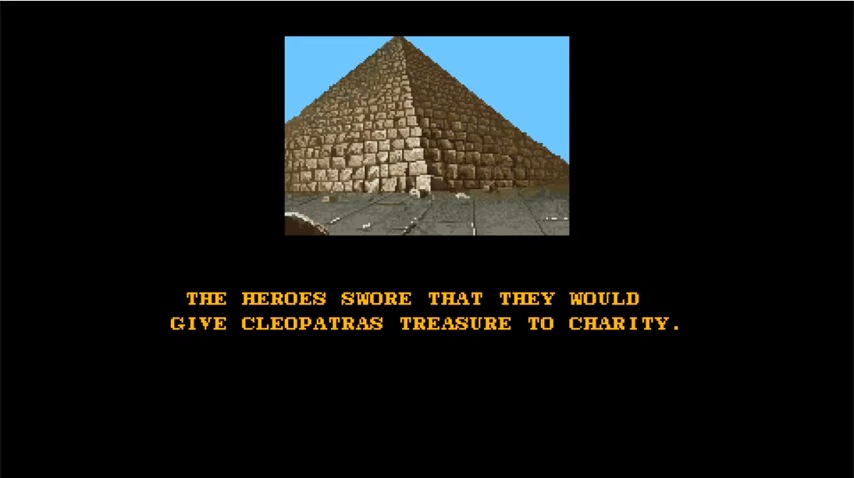 THE HEROES SWORE THAT THEY WOULD
GIVE CLEOPATRAS TREASURE TO CHARITY.